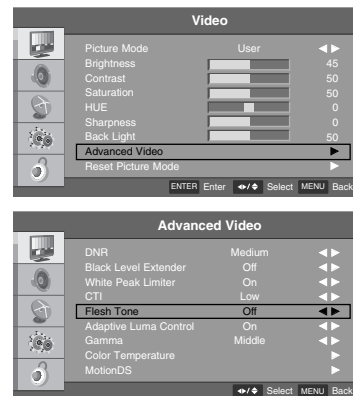 Video
Picture Mode User
Brightness 45
Contrast 50
Saturation 50
HUE 0
Sharpness 0
Back Light 50
Advanced Video
Reset Picture Mode
ENTER Enter Select MENU Back
Advanced Video
DNR Medium
Black Level Extender Off
White Peak Limiter On
CTI Low
Flesh Tone Off
Adaptive Luma Control On
Gamma Middle
Color Temperature
MotionDS
Select MENU Back